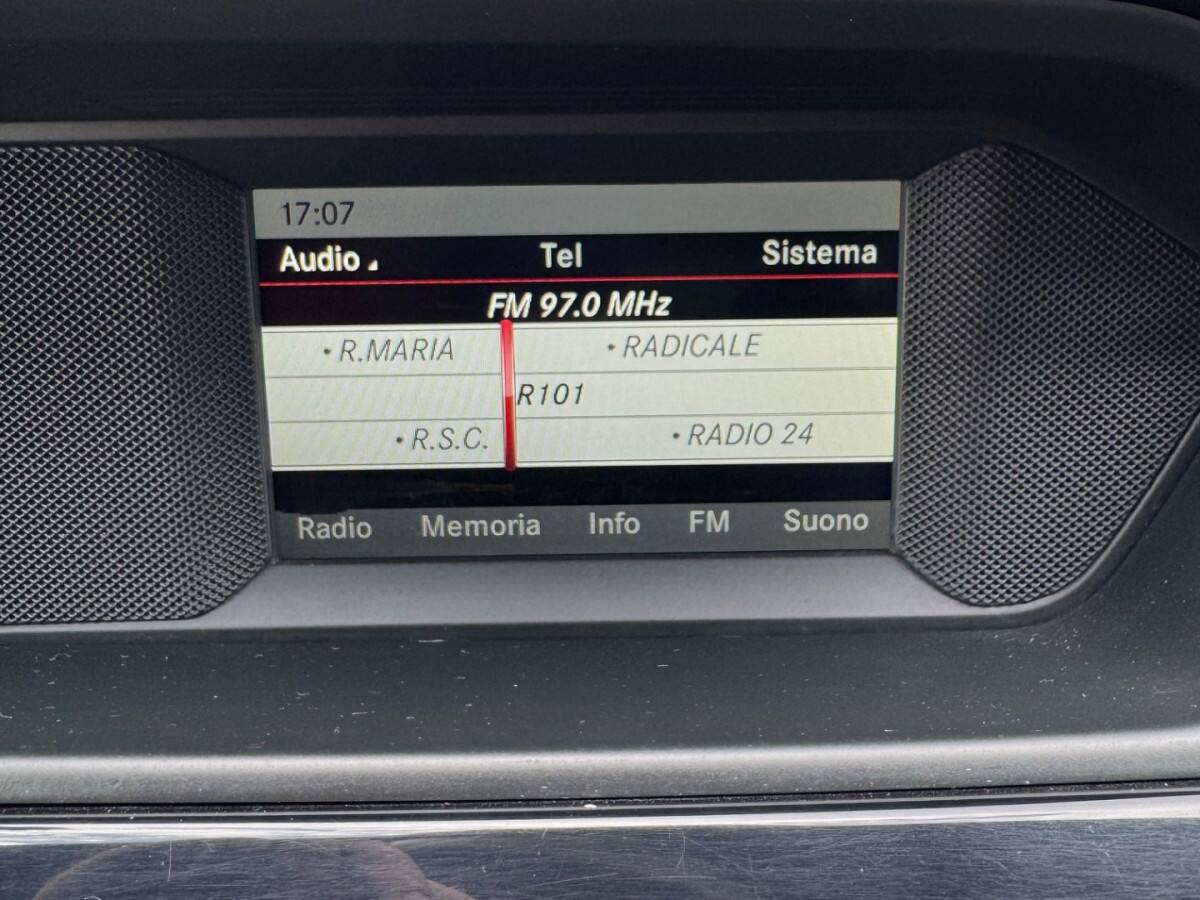 17:07
Audio Tel Sistema
FM 97.0 MHz
• R.MARIA • RADICALE
R101
• R.S.C. • RADIO 24
Radio Memoria Info FM Suono